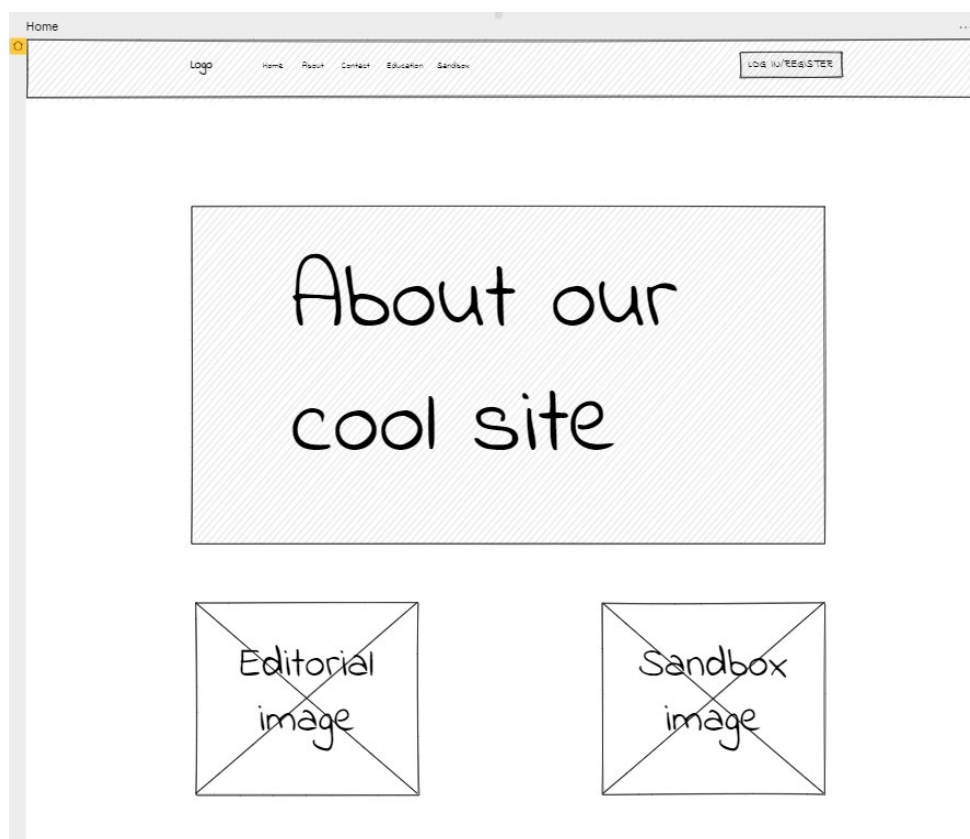 Home
Logo Home About Contact Education Sandbox LOG IN/REGISTER
About our
cool site
Editorial
image
Sandbox
image